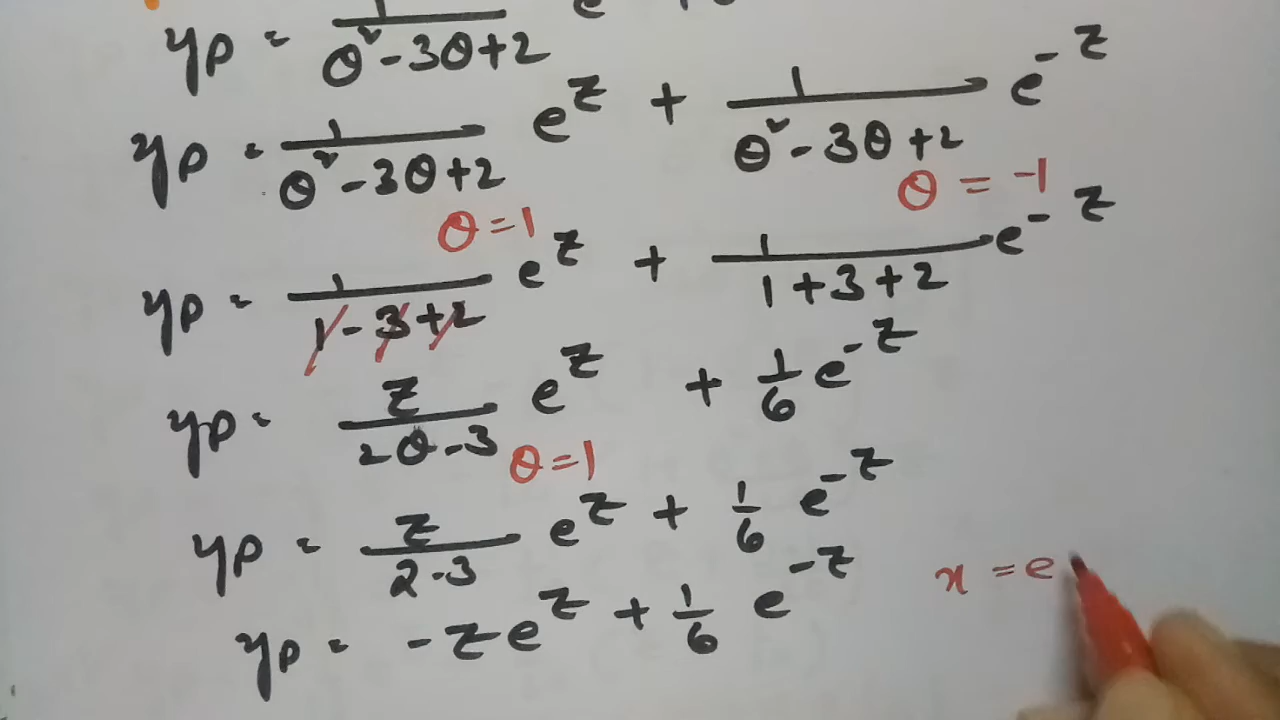 yp = 1/(θ² - 3θ + 2) e
yp = 1/(θ² - 3θ + 2) e^z + 1/(θ² - 3θ + 2) e^-z
θ = 1 θ = -1
yp = 1/(1 - 3 + 2) e^z + 1/(1 + 3 + 2) e^-z
yp = z/(2θ - 3) e^z + 1/6 e^-z
θ = 1
yp = z/(2 - 3) e^z + 1/6 e^-z
x = e
yp = - z e^z + 1/6 e^-z